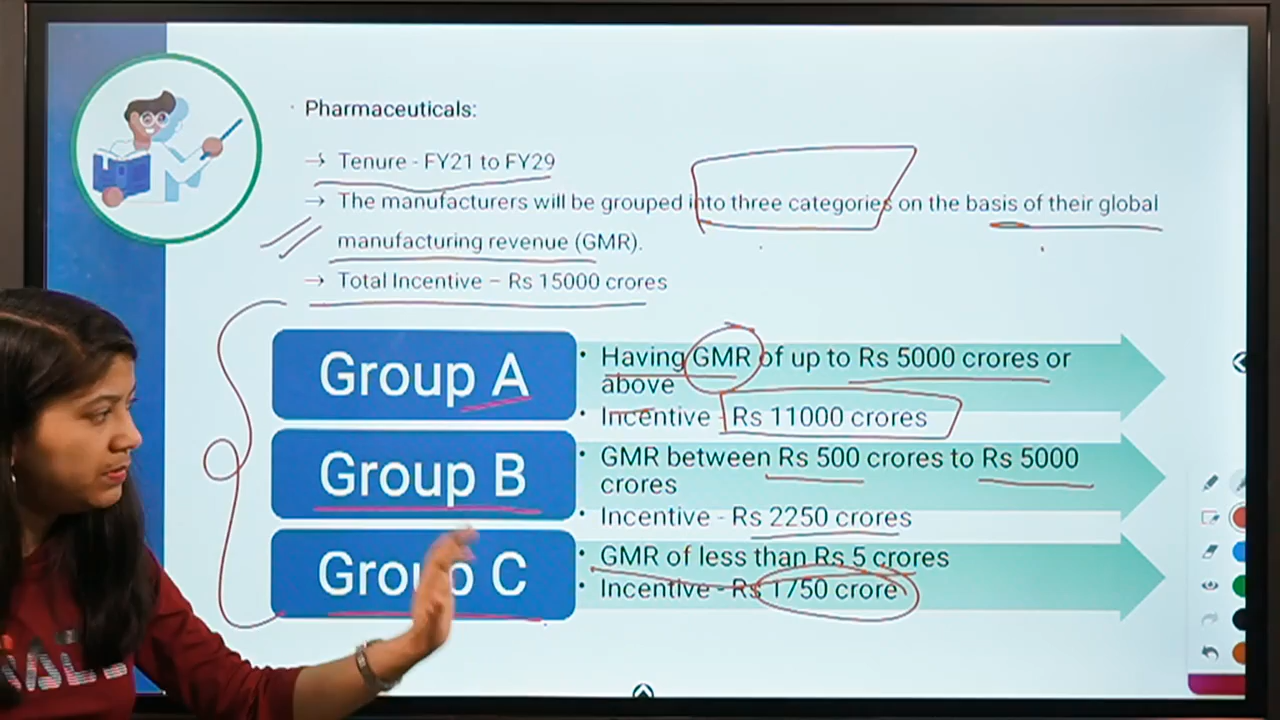 Pharmaceuticals:
→ Tenure - FY21 to FY29
→ The manufacturers will be grouped into three categories on the basis of their global
manufacturing revenue (GMR).
→ Total Incentive – Rs 15000 crores
Group A
• Having GMR of up to Rs 5000 crores or
above
• Incentive - Rs 11000 crores
Group B
• GMR between Rs 500 crores to Rs 5000
crores
• Incentive - Rs 2250 crores
Group C
• GMR of less than Rs 5 crores
• Incentive - Rs 1750 crore